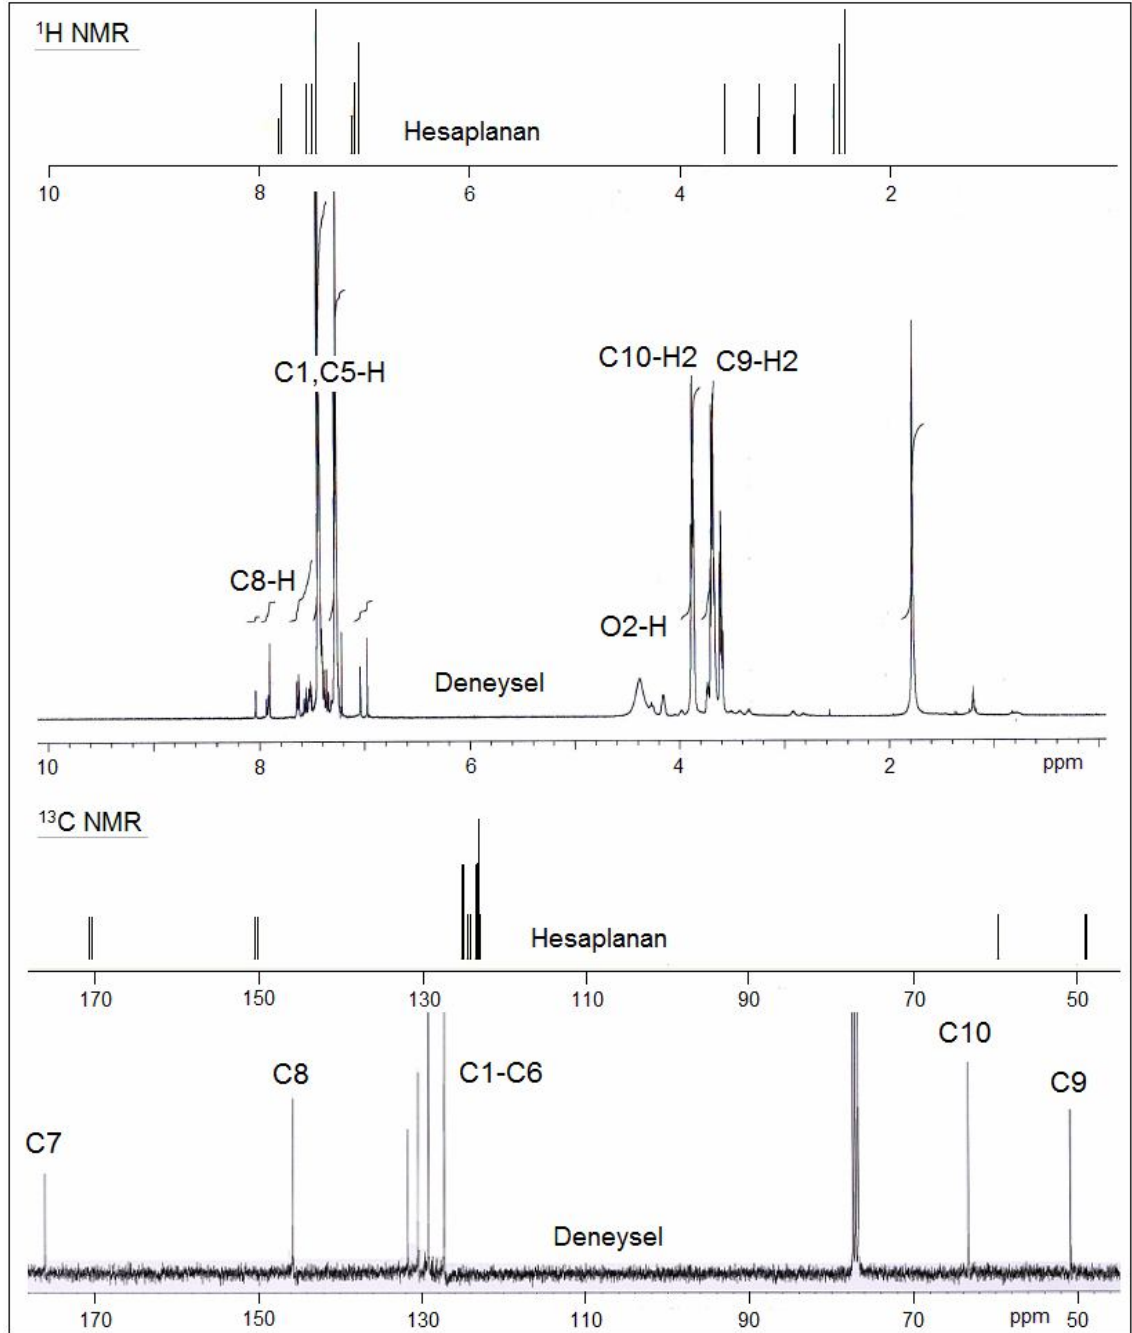 ¹H NMR
Hesaplanan
10 8 6 4 2
C10-H2 C9-H2
C1,C5-H
C8-H
O2-H
Deneysel
10 8 6 4 2 ppm
¹³C NMR
Hesaplanan
170 150 130 110 90 70 50
C10
C8 C1-C6
C9
C7
Deneysel
170 150 130 110 90 70 ppm 50